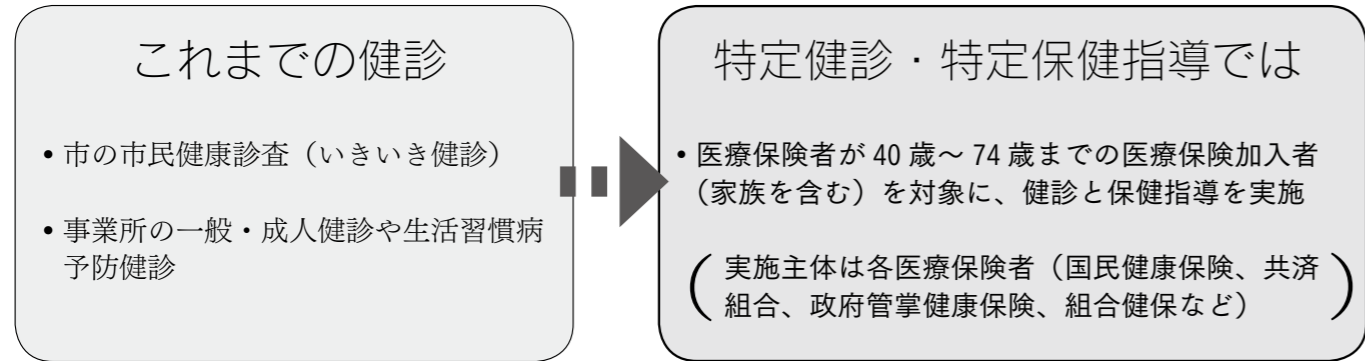 これまでの健診
• 市の市民健康診査（いきいき健診）
• 事業所の一般・成人健診や生活習慣病
予防健診
特定健診・特定保健指導では
• 医療保険者が 40 歳～ 74 歳までの医療保険加入者
（家族を含む）を対象に、健診と保健指導を実施
( 実施主体は各医療保険者（国民健康保険、共済
組合、政府管掌健康保険、組合健保など） )